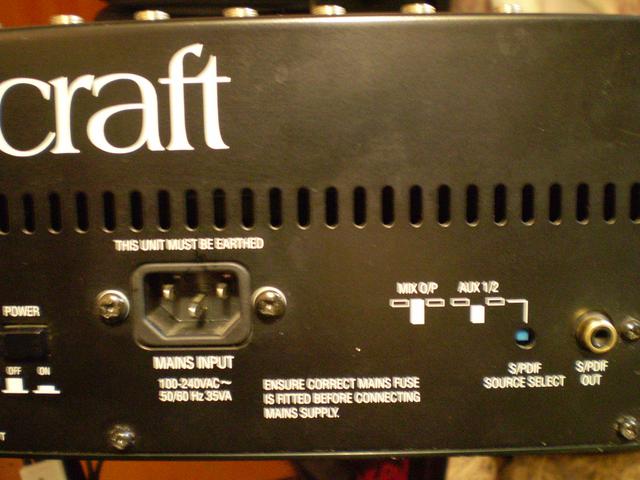 craft
THIS UNIT MUST BE EARTHED
MIX O/P AUX 1/2
POWER
OFF ON
MAINS INPUT
100-240VAC~
50/60 Hz 35VA
ENSURE CORRECT MAINS FUSE
IS FITTED BEFORE CONNECTING
MAINS SUPPLY.
S/PDIF
SOURCE SELECT
S/PDIF
OUT